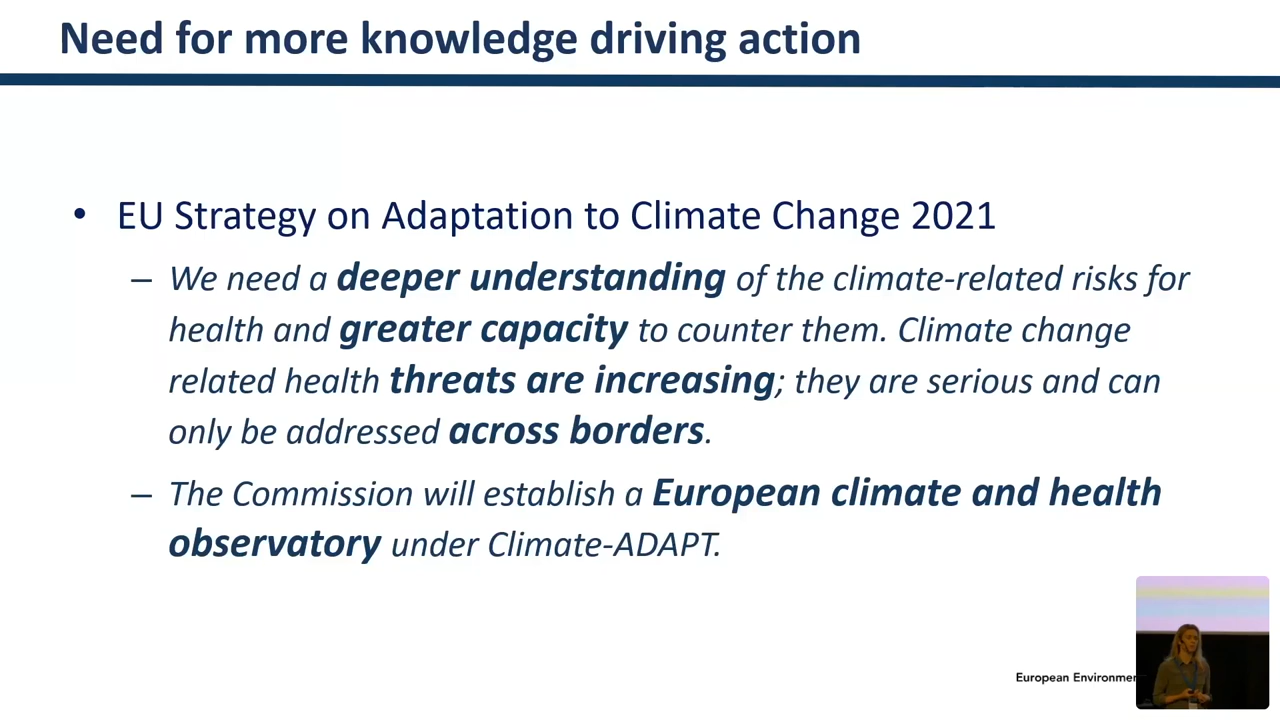 Need for more knowledge driving action
• EU Strategy on Adaptation to Climate Change 2021
– We need a deeper understanding of the climate-related risks for
health and greater capacity to counter them. Climate change
related health threats are increasing; they are serious and can
only be addressed across borders.
– The Commission will establish a European climate and health
observatory under Climate-ADAPT.
European